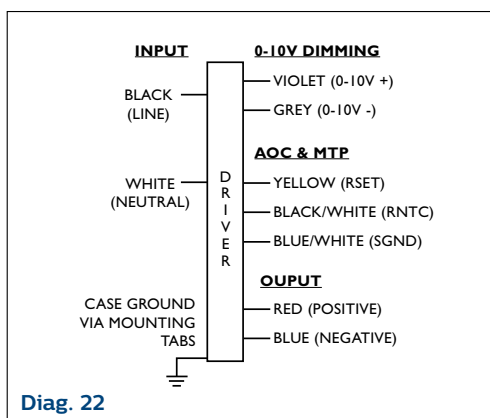 INPUT
BLACK
(LINE)
WHITE
(NEUTRAL)
CASE GROUND
VIA MOUNTING
TABS
DRIVER
0-10V DIMMING
VIOLET (0-10V +)
GREY (0-10V -)
AOC & MTP
YELLOW (RSET)
BLACK/WHITE (RNTC)
BLUE/WHITE (SGND)
OUPUT
RED (POSITIVE)
BLUE (NEGATIVE)
Diag. 22